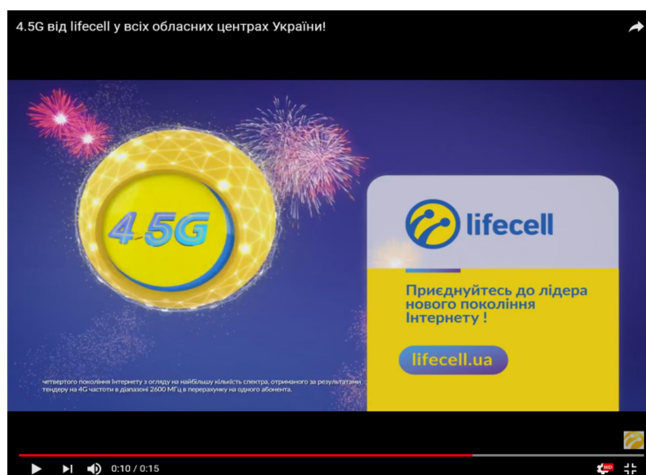 4.5G від lifecell у всіх обласних центрах України!
4.5G
lifecell
Приєднуйтесь до лідера
нового покоління
Інтернету !
lifecell.ua
четвертого покоління Інтернету з огляду на найбільшу кількість спектра, отриманого за результатами
тендеру на 4G частоти в діапазоні 2600 МГц в перерахунку на одного абонента.
0:10 / 0:15
HD